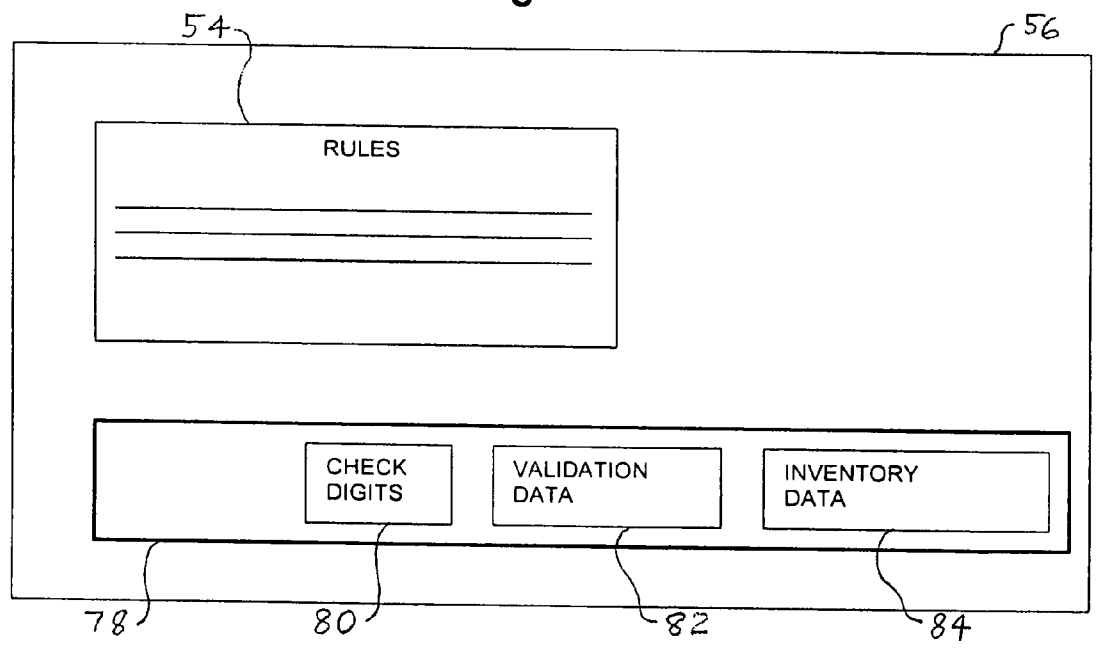 54 56
RULES
CHECK
DIGITS
VALIDATION
DATA
INVENTORY
DATA
78 80 82 84